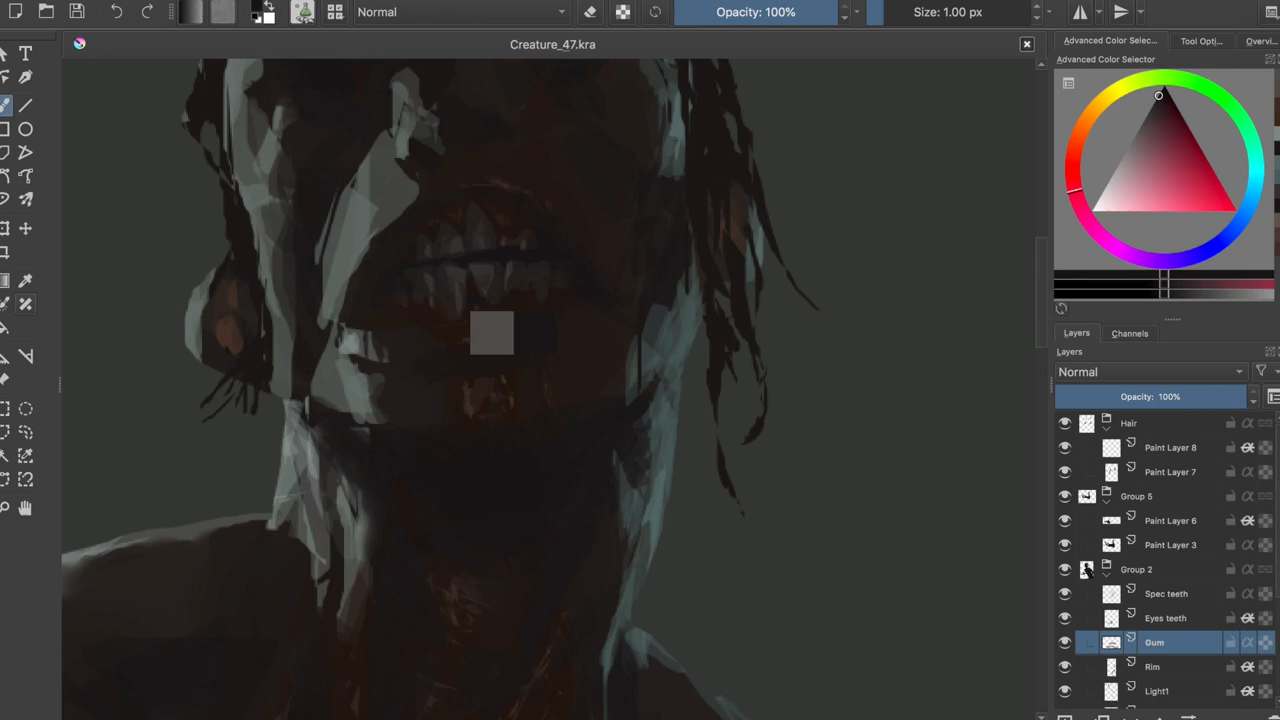 Normal
Opacity: 100%
Size: 1.00 px
Creature_47.kra
Advanced Color Selec...
Tool Opti...
Overvi...
Advanced Color Selector
Layers
Channels
Layers
Normal
Opacity: 100%
Hair
Paint Layer 8
Paint Layer 7
Group 5
Paint Layer 6
Paint Layer 3
Group 2
Spec teeth
Eyes teeth
Gum
Rim
Light1